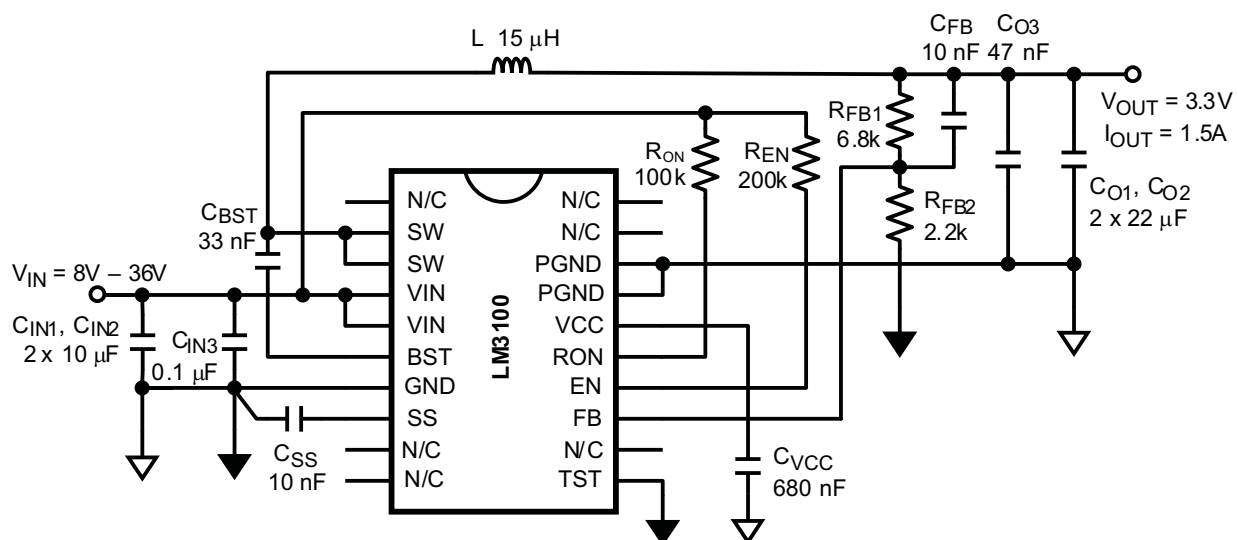 L 15 μH
CFB CO3
10 nF 47 nF
VOUT = 3.3V
IOUT = 1.5A
RFB1
6.8k
RON
100k
REN
200k
CO1, CO2
2 x 22 μF
RFB2
2.2k
CBST
33 nF
VIN = 8V – 36V
CIN1, CIN2
2 x 10 μF
CIN3
0.1 μF
CSS
10 nF
N/C
SW
SW
VIN
VIN
BST
GND
SS
N/C
N/C
LM3100
N/C
N/C
PGND
PGND
VCC
RON
EN
FB
N/C
TST
CVCC
680 nF